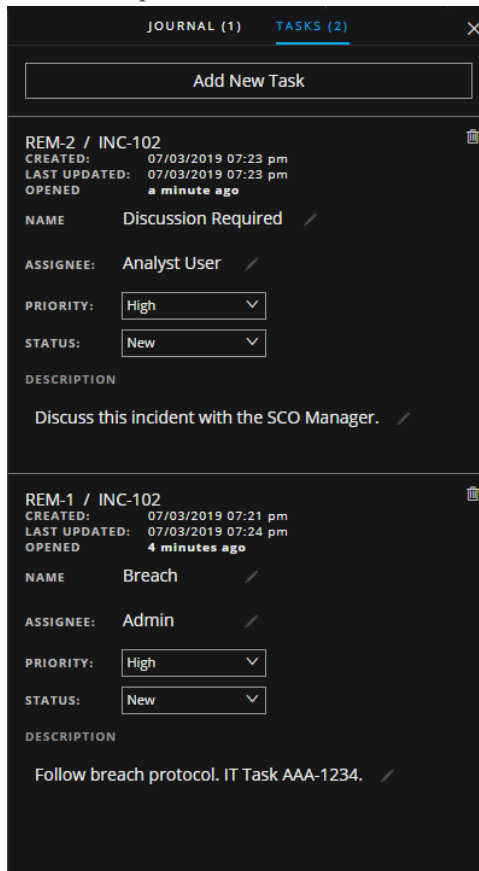 JOURNAL (1) TASKS (2)
Add New Task
REM-2 / INC-102
CREATED: 07/03/2019 07:23 pm
LAST UPDATED: 07/03/2019 07:23 pm
OPENED a minute ago
NAME Discussion Required
ASSIGNEE: Analyst User
PRIORITY: High
STATUS: New
DESCRIPTION
Discuss this incident with the SCO Manager.
REM-1 / INC-102
CREATED: 07/03/2019 07:21 pm
LAST UPDATED: 07/03/2019 07:24 pm
OPENED 4 minutes ago
NAME Breach
ASSIGNEE: Admin
PRIORITY: High
STATUS: New
DESCRIPTION
Follow breach protocol. IT Task AAA-1234.